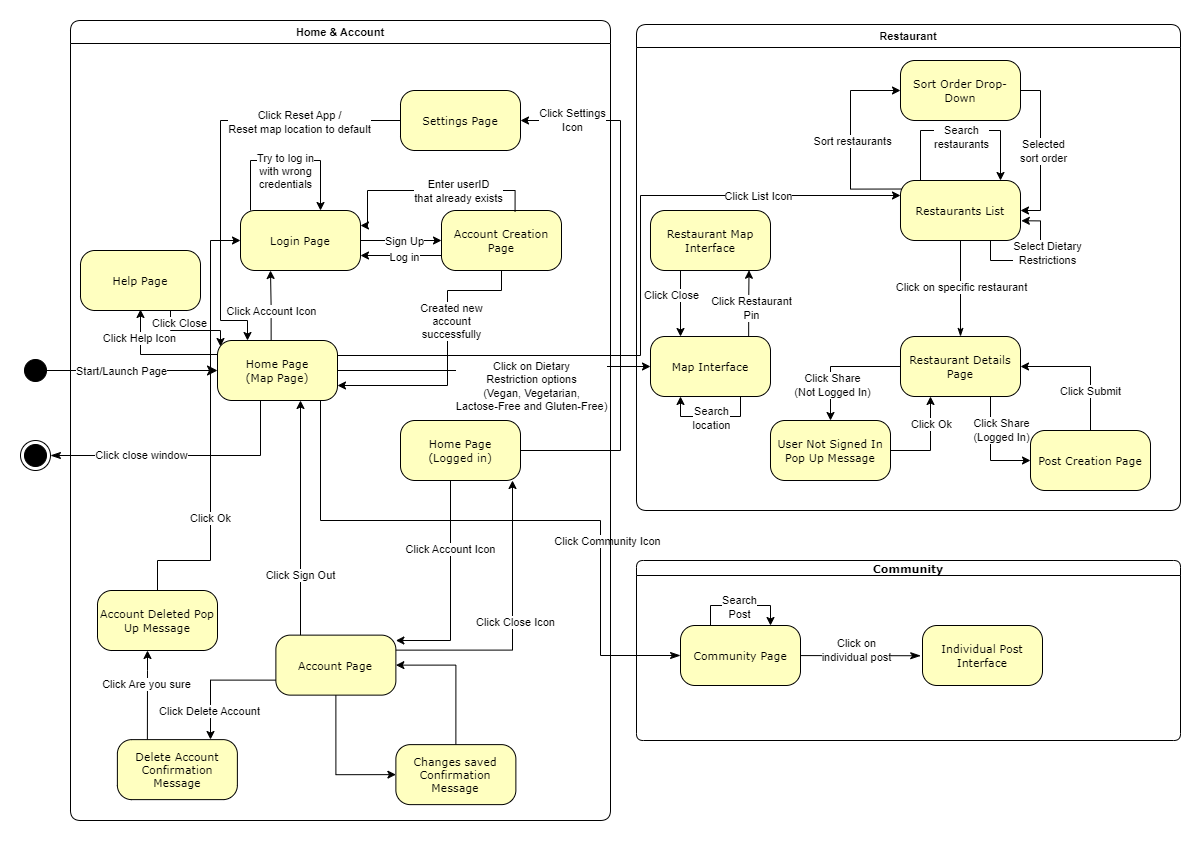 Home & Account
Click Reset App /
Reset map location to default
Settings Page
Click Settings
Icon
Try to log in
with wrong
credentials
Enter userID
that already exists
Login Page
Sign Up
Log in
Account Creation
Page
Help Page
Click Close
Click Help Icon
Click Account Icon
Created new
account
successfully
Start/Launch Page
Home Page
(Map Page)
Click on Dietary
Restriction options
(Vegan, Vegetarian,
Lactose-Free and Gluten-Free)
Click close window
Home Page
(Logged in)
Click Ok
Click Account Icon
Click Sign Out
Click Close Icon
Click Community Icon
Account Deleted Pop
Up Message
Account Page
Click Are you sure
Click Delete Account
Delete Account
Confirmation
Message
Changes saved
Confirmation
Message
Restaurant
Sort Order Drop-
Down
Sort restaurants
Search
restaurants
Selected
sort order
Click List Icon
Restaurants List
Select Dietary
Restrictions
Restaurant Map
Interface
Click Close
Click Restaurant
Pin
Click on specific restaurant
Map Interface
Search
location
Restaurant Details
Page
Click Share
(Not Logged In)
Click Submit
Click Ok
Click Share
(Logged In)
User Not Signed In
Pop Up Message
Post Creation Page
Community
Search
Post
Community Page
Click on
individual post
Individual Post
Interface